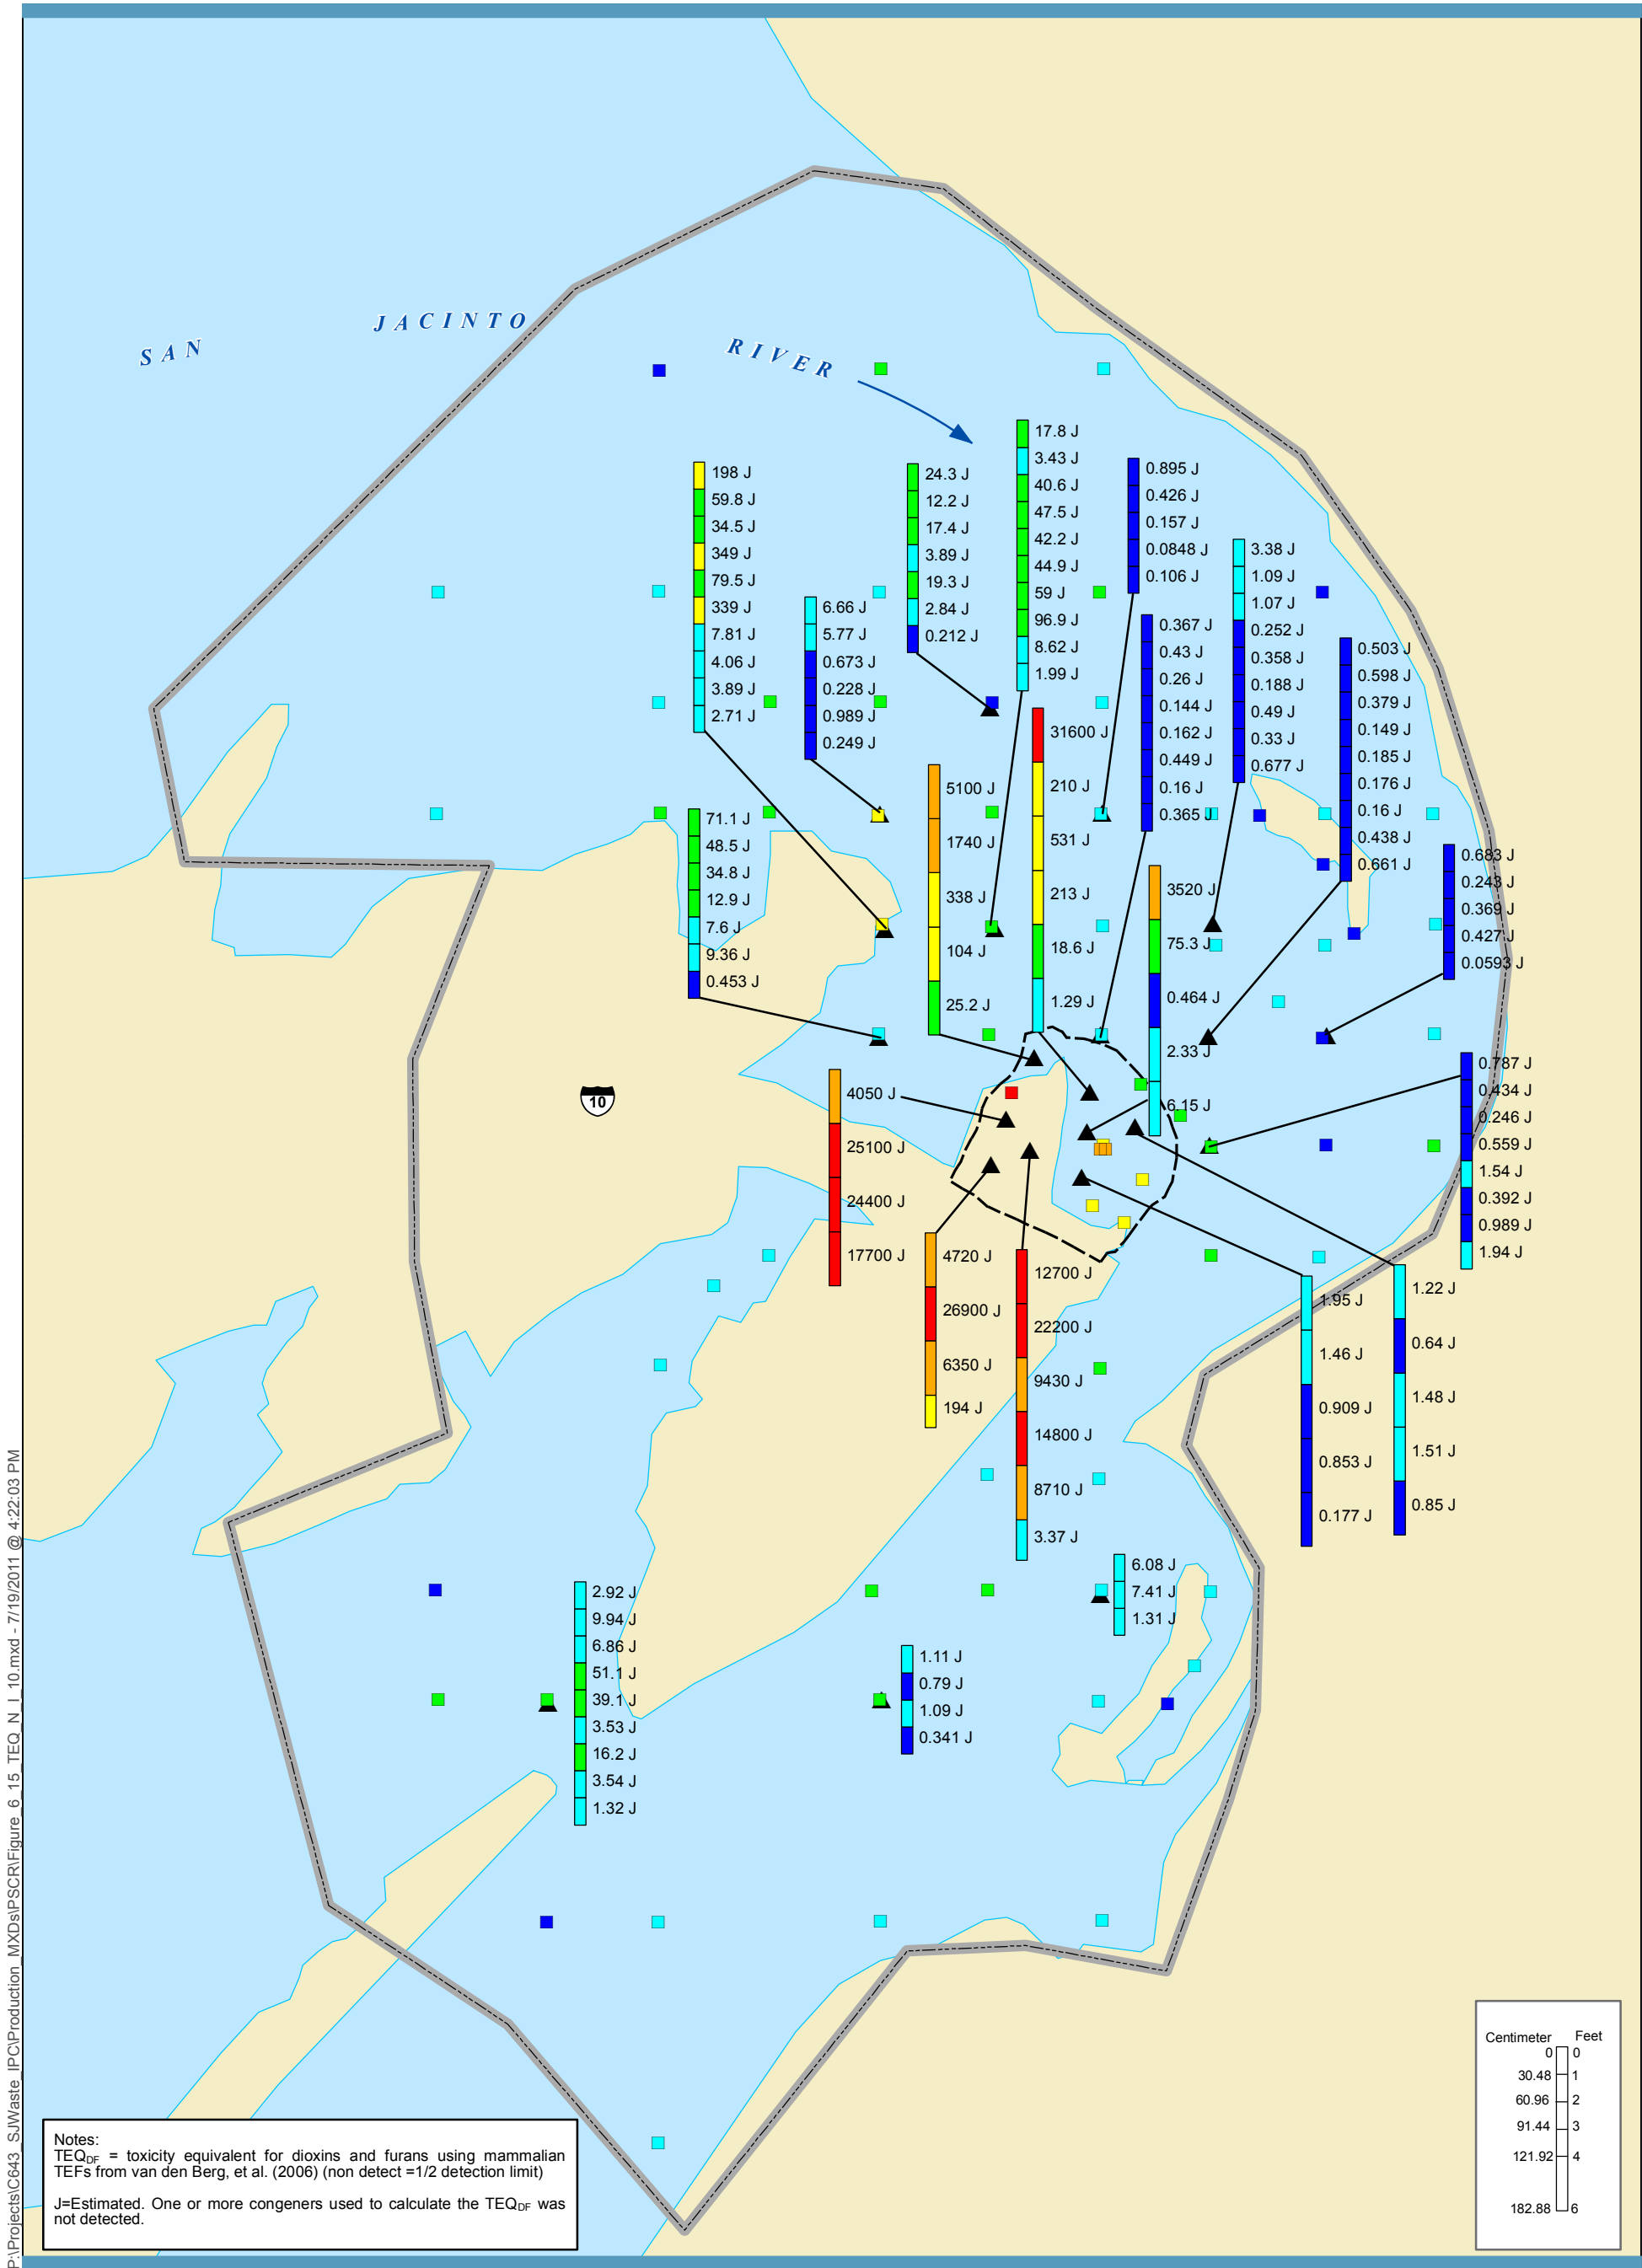 SAN JACINTO RIVER
17.8 J
3.43 J
40.6 J
47.5 J
42.2 J
44.9 J
59 J
96.9 J
8.62 J
1.99 J
198 J
59.8 J
34.5 J
349 J
79.5 J
339 J
7.81 J
4.06 J
3.89 J
2.71 J
24.3 J
12.2 J
17.4 J
3.89 J
19.3 J
2.84 J
0.212 J
0.895 J
0.426 J
0.157 J
0.0848 J
0.106 J
3.38 J
1.09 J
1.07 J
0.252 J
0.358 J
0.188 J
0.49 J
0.33 J
0.677 J
6.66 J
5.77 J
0.673 J
0.228 J
0.989 J
0.249 J
0.367 J
0.43 J
0.26 J
0.144 J
0.162 J
0.449 J
0.16 J
0.365 J
0.503 J
0.598 J
0.379 J
0.149 J
0.185 J
0.176 J
0.16 J
0.438 J
0.661 J
31600 J
210 J
531 J
213 J
18.6 J
1.29 J
5100 J
1740 J
338 J
104 J
25.2 J
71.1 J
48.5 J
34.8 J
12.9 J
7.6 J
9.36 J
0.453 J
0.683 J
0.243 J
0.369 J
0.427 J
0.0593 J
3520 J
75.3 J
0.464 J
2.33 J
6.15 J
0.787 J
0.434 J
0.246 J
0.559 J
1.54 J
0.392 J
0.989 J
1.94 J
10
4050 J
25100 J
24400 J
17700 J
4720 J
26900 J
6350 J
194 J
12700 J
22200 J
9430 J
14800 J
8710 J
3.37 J
1.95 J
1.46 J
0.909 J
0.853 J
0.177 J
1.22 J
0.64 J
1.48 J
1.51 J
0.85 J
6.08 J
7.41 J
1.31 J
2.92 J
9.94 J
6.86 J
51.1 J
39.1 J
3.53 J
16.2 J
3.54 J
1.32 J
1.11 J
0.79 J
1.09 J
0.341 J
Centimeter Feet
0 0
30.48 1
60.96 2
91.44 3
121.92 4
182.88 6
Notes:
TEQDF = toxicity equivalent for dioxins and furans using mammalian
TEFs from van den Berg, et al. (2006) (non detect =1/2 detection limit)
J=Estimated. One or more congeners used to calculate the TEQDF was
not detected.
P:\Projects\C643_SJWaste_IPC\Production_MXDs\PSCR\Figure_6_15_TEQ_N_I_10.mxd - 7/19/2011 @ 4:22:03 PM